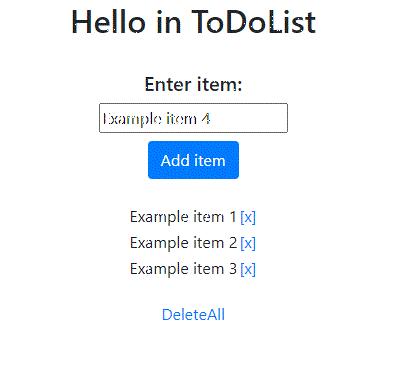 Hello in ToDoList
Enter item:
Example item 4
Add item
Example item 1 [x]
Example item 2 [x]
Example item 3 [x]
DeleteAll